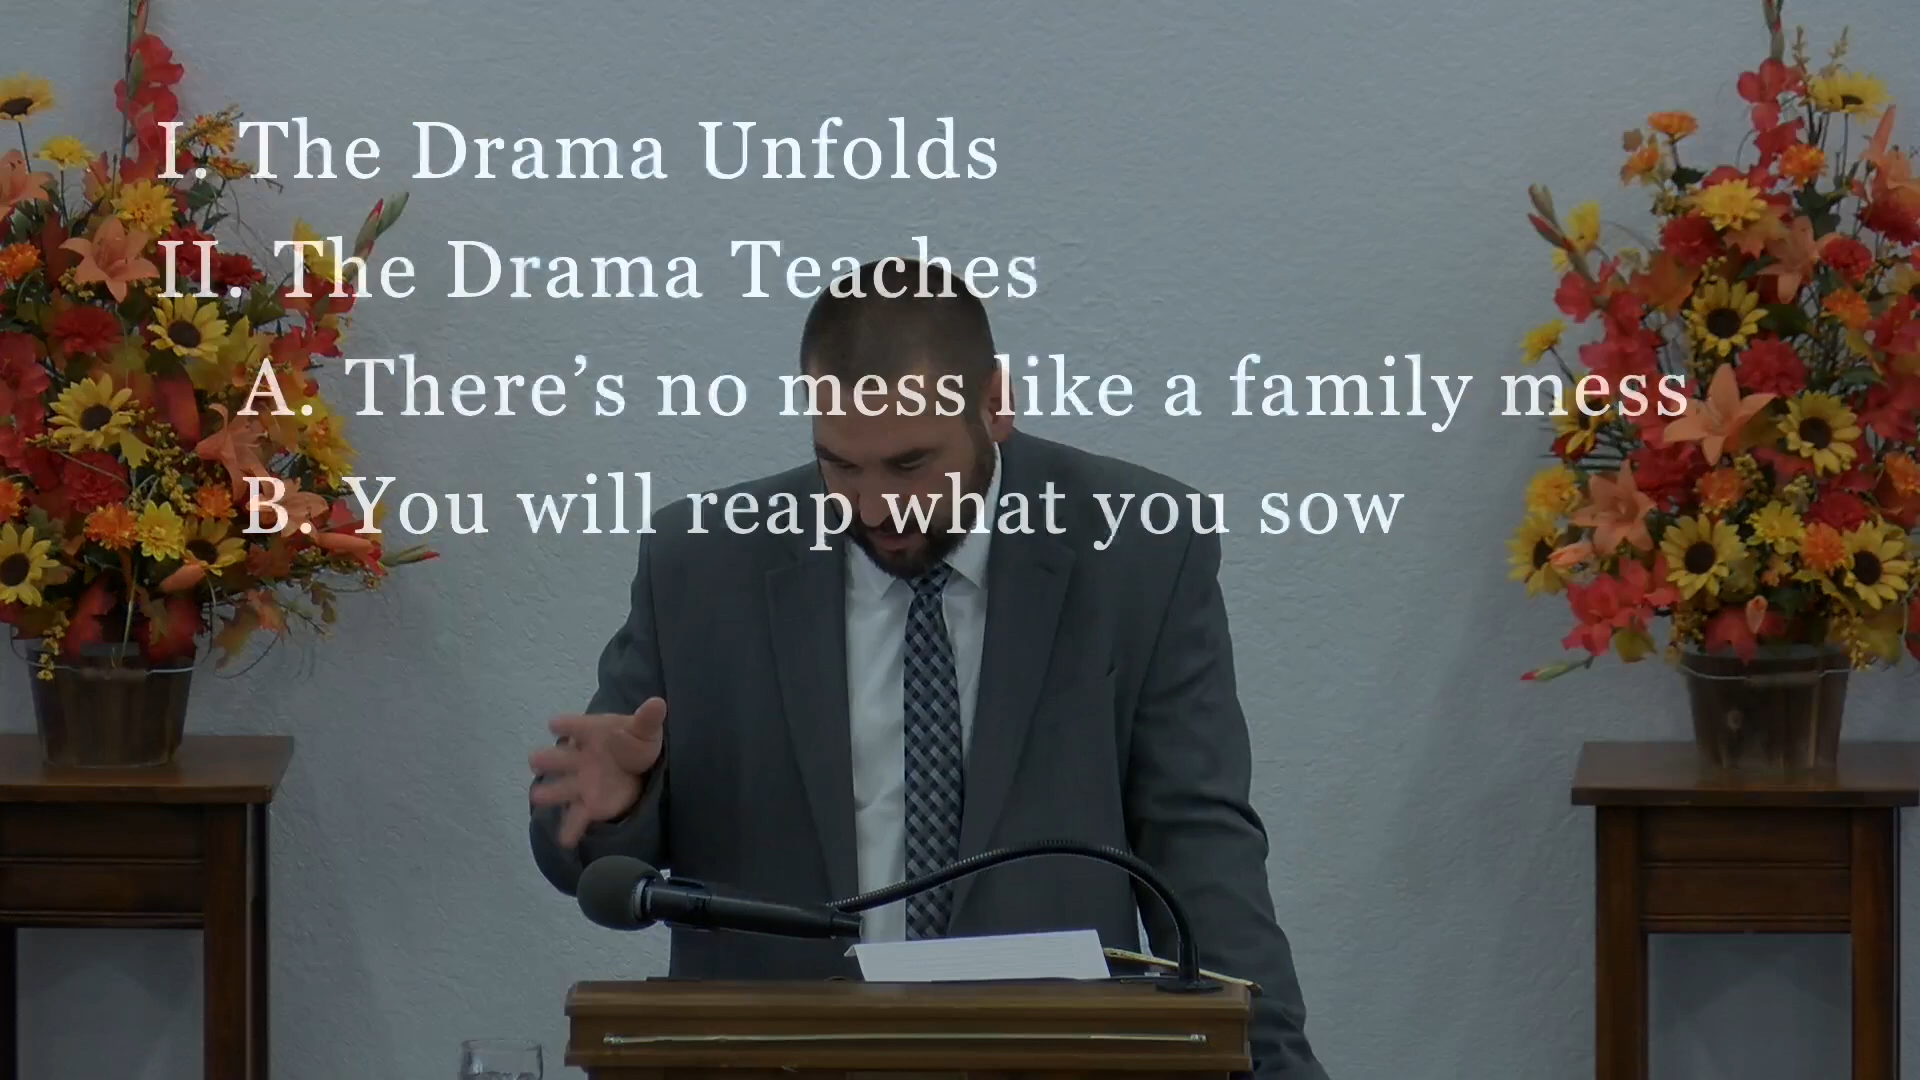 I. The Drama Unfolds
II. The Drama Teaches
A. There’s no mess like a family mess
B. You will reap what you sow